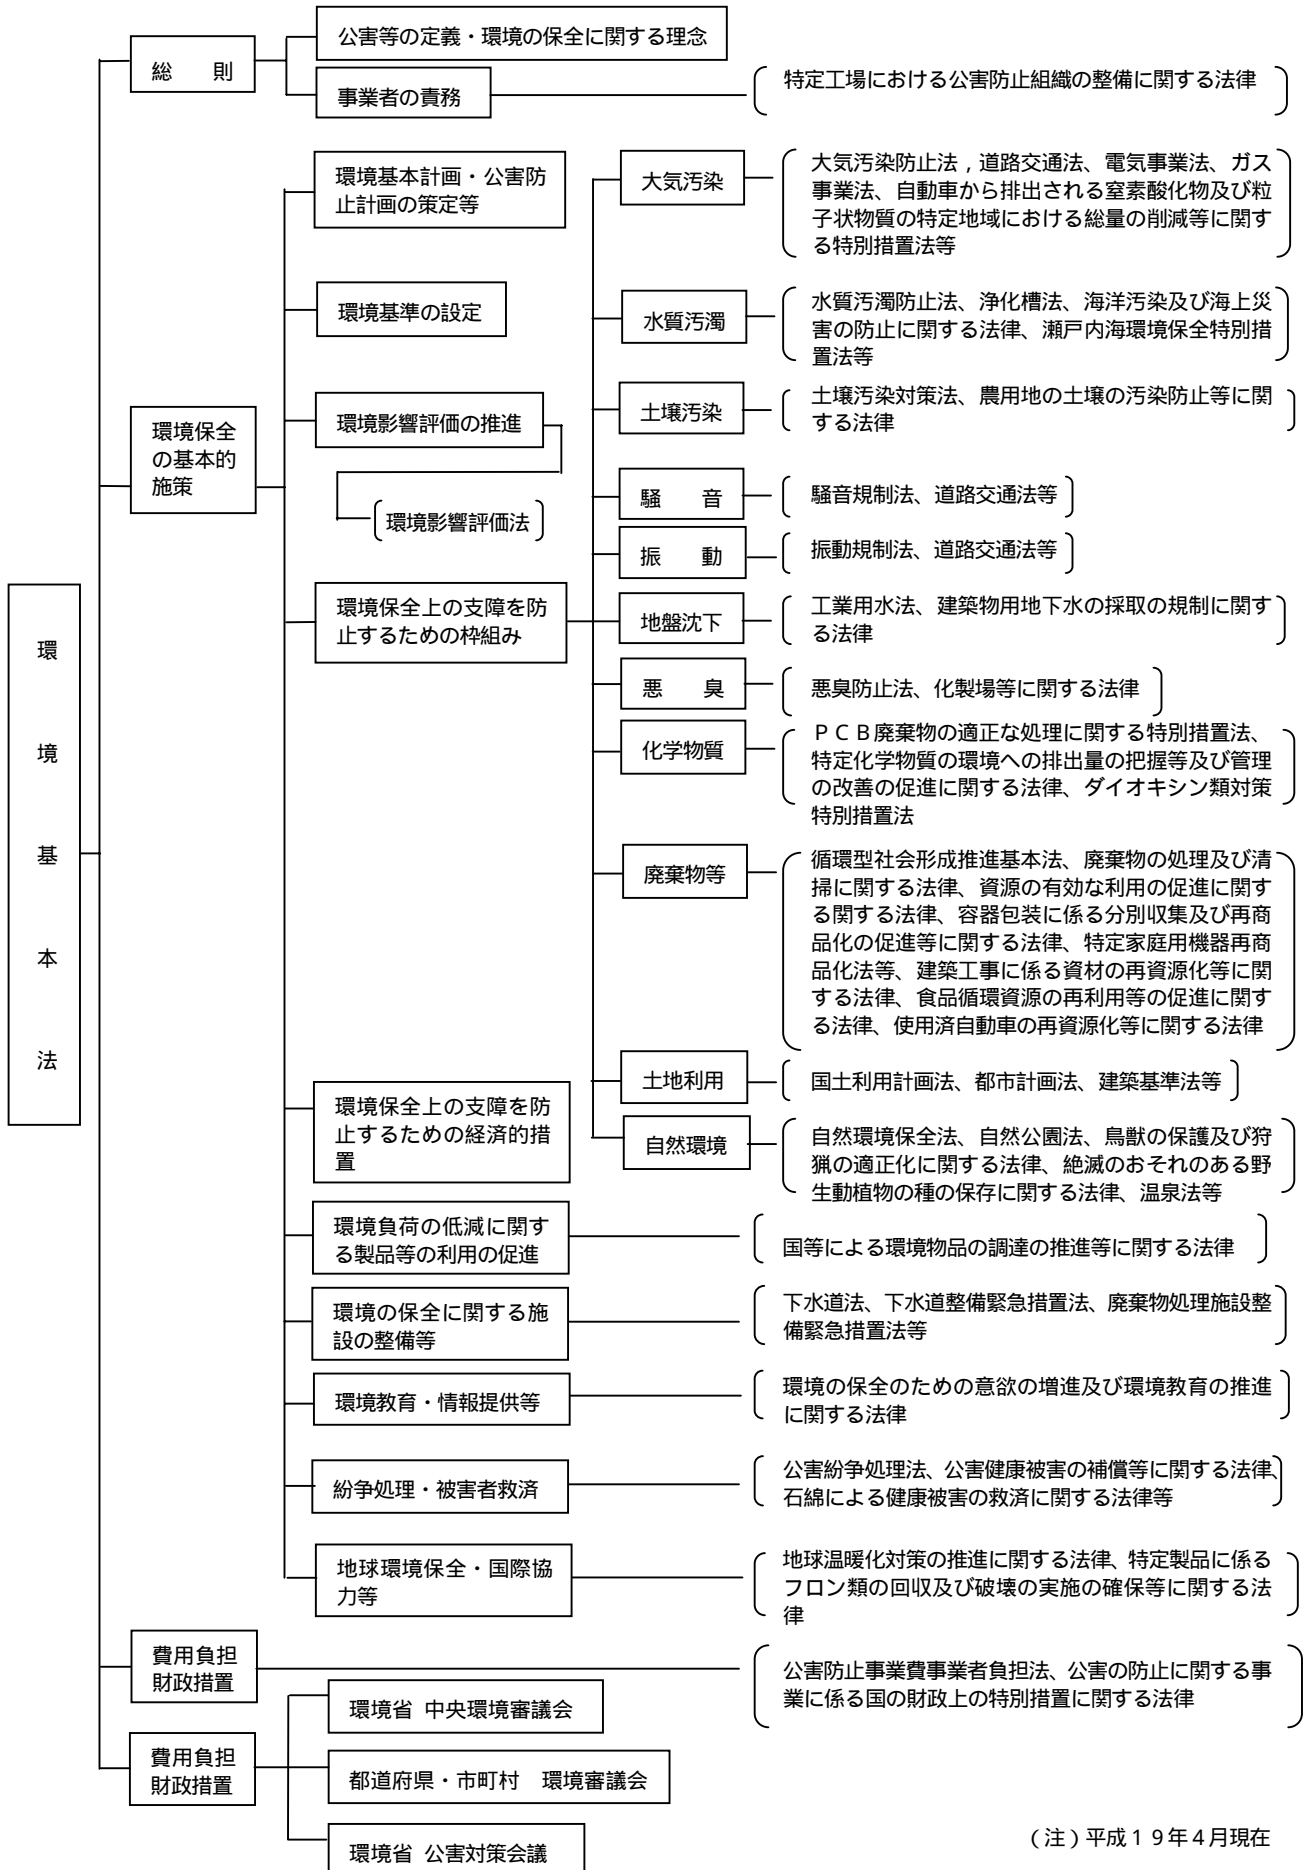 環境基本法
総　則
公害等の定義・環境の保全に関する理念
事業者の責務
特定工場における公害防止組織の整備に関する法律
環境保全
の基本的
施策
環境基本計画・公害防
止計画の策定等
環境基準の設定
環境影響評価の推進
環境影響評価法
環境保全上の支障を防
止するための枠組み
大気汚染
大気汚染防止法，道路交通法、電気事業法、ガス
事業法、自動車から排出される窒素酸化物及び粒
子状物質の特定地域における総量の削減等に関す
る特別措置法等
水質汚濁
水質汚濁防止法、浄化槽法、海洋汚染及び海上災
害の防止に関する法律、瀬戸内海環境保全特別措
置法等
土壌汚染
土壌汚染対策法、農用地の土壌の汚染防止等に関
する法律
騒　音
騒音規制法、道路交通法等
振　動
振動規制法、道路交通法等
地盤沈下
工業用水法、建築物用地下水の採取の規制に関す
る法律
悪　臭
悪臭防止法、化製場等に関する法律
化学物質
ＰＣＢ廃棄物の適正な処理に関する特別措置法、
特定化学物質の環境への排出量の把握等及び管理
の改善の促進に関する法律、ダイオキシン類対策
特別措置法
廃棄物等
循環型社会形成推進基本法、廃棄物の処理及び清
掃に関する法律、資源の有効な利用の促進に関す
る関する法律、容器包装に係る分別収集及び再商
品化の促進等に関する法律、特定家庭用機器再商
品化法等、建築工事に係る資材の再資源化等に関
する法律、食品循環資源の再利用等の促進に関す
る法律、使用済自動車の再資源化等に関する法律
土地利用
国土利用計画法、都市計画法、建築基準法等
自然環境
自然環境保全法、自然公園法、鳥獣の保護及び狩
猟の適正化に関する法律、絶滅のおそれのある野
生動植物の種の保存に関する法律、温泉法等
環境保全上の支障を防
止するための経済的措
置
環境負荷の低減に関す
る製品等の利用の促進
国等による環境物品の調達の推進等に関する法律
環境の保全に関する施
設の整備等
下水道法、下水道整備緊急措置法、廃棄物処理施設整
備緊急措置法等
環境教育・情報提供等
環境の保全のための意欲の増進及び環境教育の推進
に関する法律
紛争処理・被害者救済
公害紛争処理法、公害健康被害の補償等に関する法律、
石綿による健康被害の救済に関する法律等
地球環境保全・国際協
力等
地球温暖化対策の推進に関する法律、特定製品に係る
フロン類の回収及び破壊の実施の確保等に関する法
律
費用負担
財政措置
公害防止事業費事業者負担法、公害の防止に関する事
業に係る国の財政上の特別措置に関する法律
費用負担
財政措置
環境省 中央環境審議会
都道府県・市町村　環境審議会
環境省 公害対策会議
（注）平成１９年４月現在